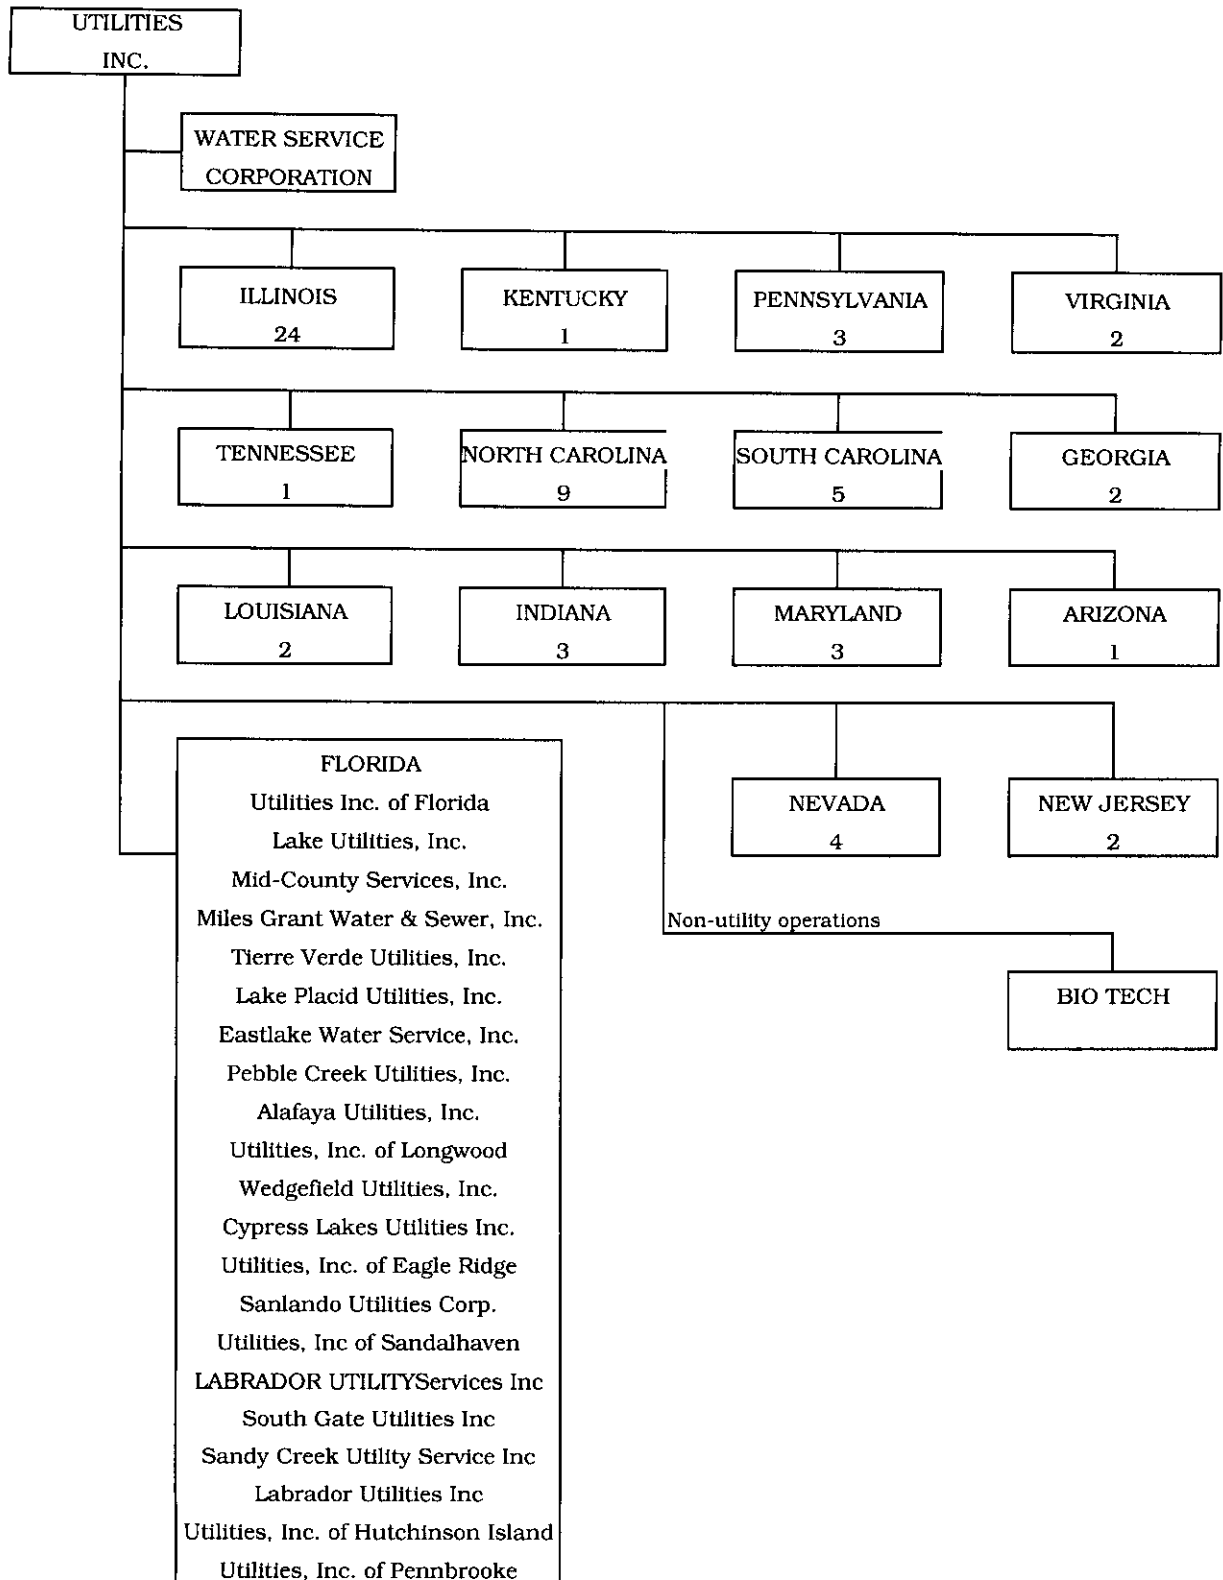 UTILITIES
INC.
WATER SERVICE
CORPORATION
ILLINOIS
24
KENTUCKY
1
PENNSYLVANIA
3
VIRGINIA
2
TENNESSEE
1
NORTH CAROLINA
9
SOUTH CAROLINA
5
GEORGIA
2
LOUISIANA
2
INDIANA
3
MARYLAND
3
ARIZONA
1
FLORIDA
Utilities Inc. of Florida
Lake Utilities, Inc.
Mid-County Services, Inc.
Miles Grant Water & Sewer, Inc.
Tierre Verde Utilities, Inc.
Lake Placid Utilities, Inc.
Eastlake Water Service, Inc.
Pebble Creek Utilities, Inc.
Alafaya Utilities, Inc.
Utilities, Inc. of Longwood
Wedgefield Utilities, Inc.
Cypress Lakes Utilities Inc.
Utilities, Inc. of Eagle Ridge
Sanlando Utilities Corp.
Utilities, Inc of Sandalhaven
LABRADOR UTILITYServices Inc
South Gate Utilities Inc
Sandy Creek Utility Service Inc
Labrador Utilities Inc
Utilities, Inc. of Hutchinson Island
Utilities, Inc. of Pennbrooke
NEVADA
4
NEW JERSEY
2
Non-utility operations
BIO TECH